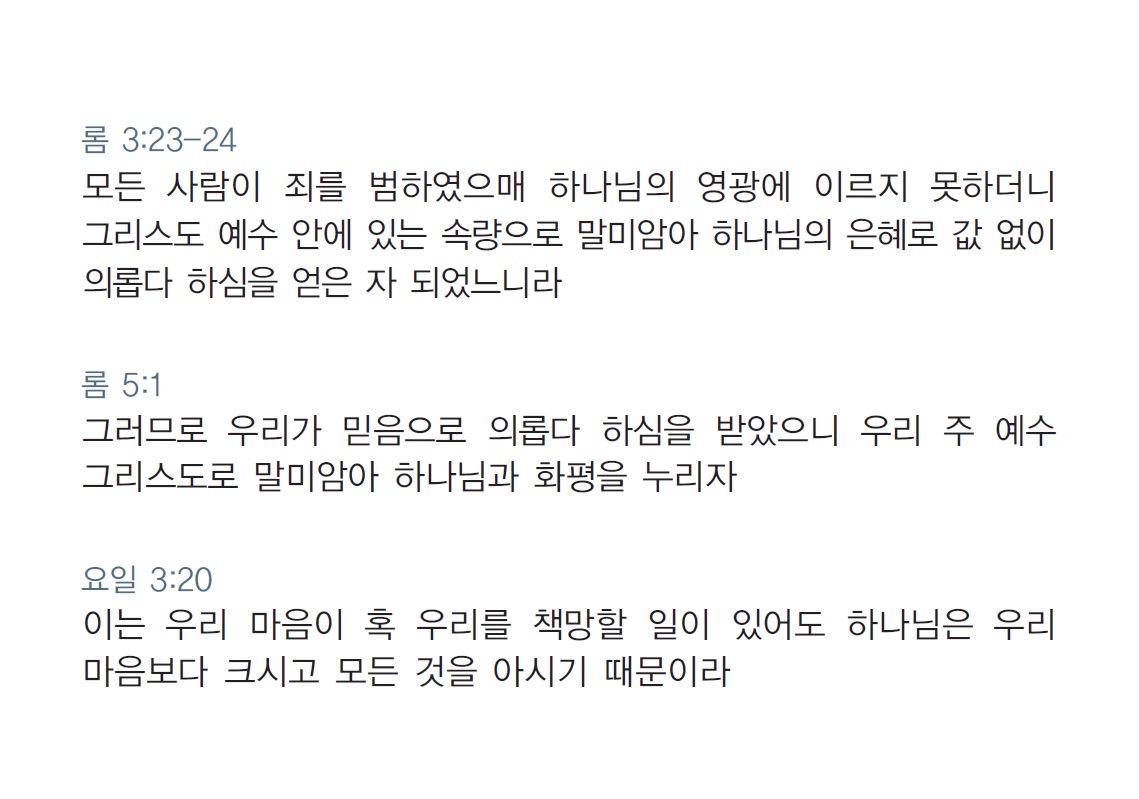 롬 3:23-24
모든 사람이 죄를 범하였으매 하나님의 영광에 이르지 못하더니
그리스도 예수 안에 있는 속량으로 말미암아 하나님의 은혜로 값 없이
의롭다 하심을 얻은 자 되었느니라
롬 5:1
그러므로 우리가 믿음으로 의롭다 하심을 받았으니 우리 주 예수
그리스도로 말미암아 하나님과 화평을 누리자
요일 3:20
이는 우리 마음이 혹 우리를 책망할 일이 있어도 하나님은 우리
마음보다 크시고 모든 것을 아시기 때문이라